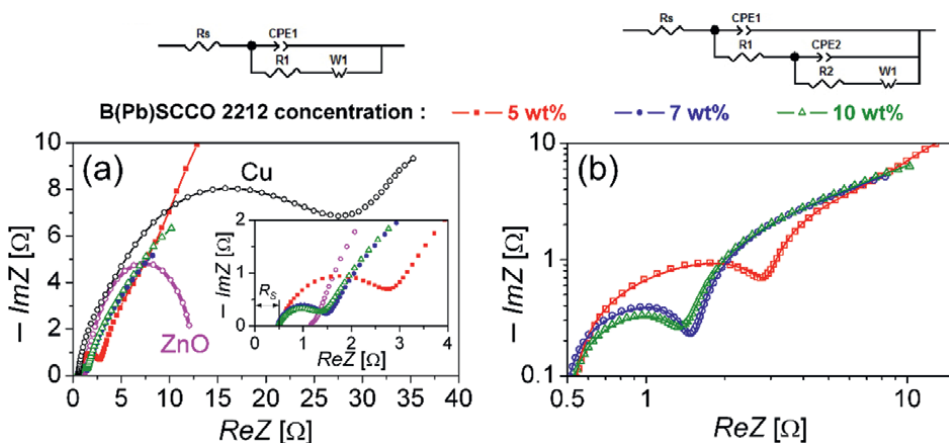 Rs CPE1
R1 W1
Rs CPE1
R1 CPE2
R2 W1
B(Pb)SCCO 2212 concentration : 5 wt% 7 wt% 10 wt%
(a) Cu
ZnO
− ImZ [Ω]
10
8
6
4
2
0
0 5 10 15 20 25 30 35 40
ReZ [Ω]
− ImZ [Ω]
2
1
0
0 1 2 3 4
ReZ [Ω]
RS
(b)
− ImZ [Ω]
10
1
0.1
0.5 1 10
ReZ [Ω]